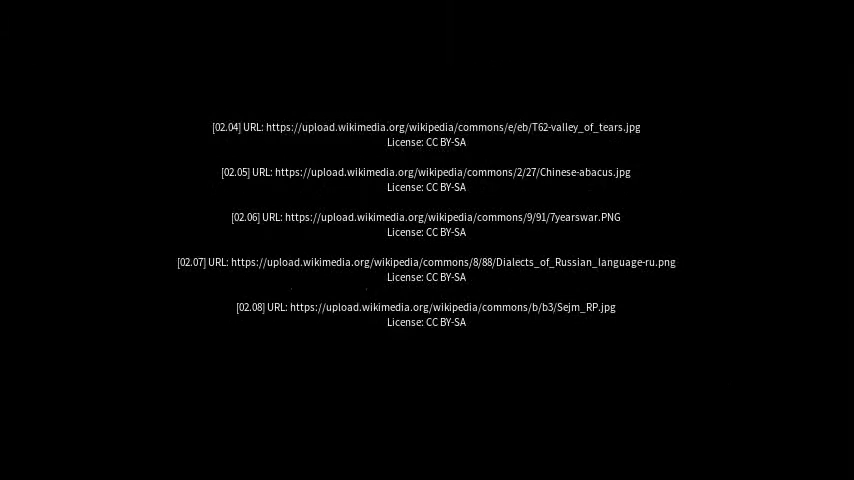 [02.04] URL: https://upload.wikimedia.org/wikipedia/commons/e/eb/T62-valley_of_tears.jpg
License: CC BY-SA
[02.05] URL: https://upload.wikimedia.org/wikipedia/commons/2/27/Chinese-abacus.jpg
License: CC BY-SA
[02.06] URL: https://upload.wikimedia.org/wikipedia/commons/9/91/7yearswar.PNG
License: CC BY-SA
[02.07] URL: https://upload.wikimedia.org/wikipedia/commons/8/88/Dialects_of_Russian_language-ru.png
License: CC BY-SA
[02.08] URL: https://upload.wikimedia.org/wikipedia/commons/b/b3/Sejm_RP.jpg
License: CC BY-SA